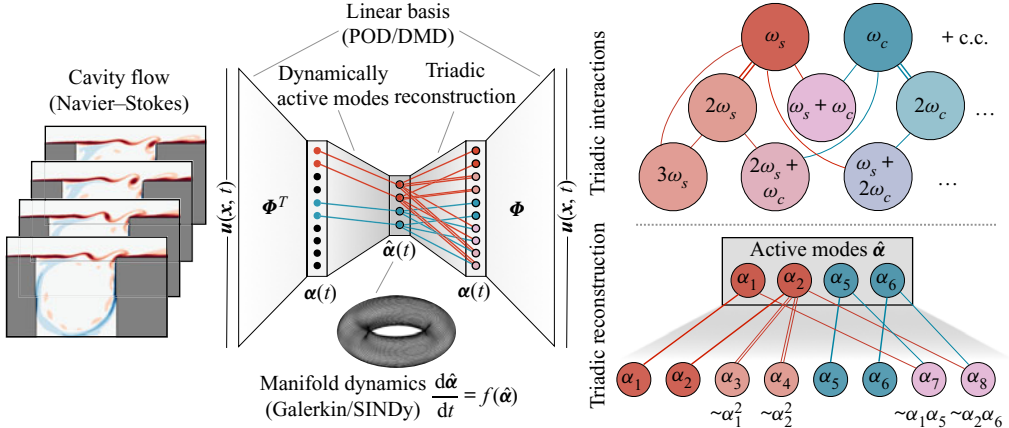 Cavity flow
(Navier–Stokes)
Linear basis
(POD/DMD)
Dynamically
active modes
Triadic
reconstruction
u(x, t)
Φ^T
α(t)
α̂(t)
α(t)
Φ
u(x, t)
Manifold dynamics
(Galerkin/SINDy)
dα̂/dt = f(α̂)
Triadic interactions
ω_s
ω_c
+ c.c.
2ω_s
ω_s + ω_c
2ω_c
...
3ω_s
2ω_s +
ω_c
ω_s +
2ω_c
...
Triadic reconstruction
Active modes α̂
α_1
α_2
α_5
α_6
α_1
α_2
α_3
α_4
α_5
α_6
α_7
α_8
~α_1^2
~α_2^2
~α_1α_5
~α_2α_6